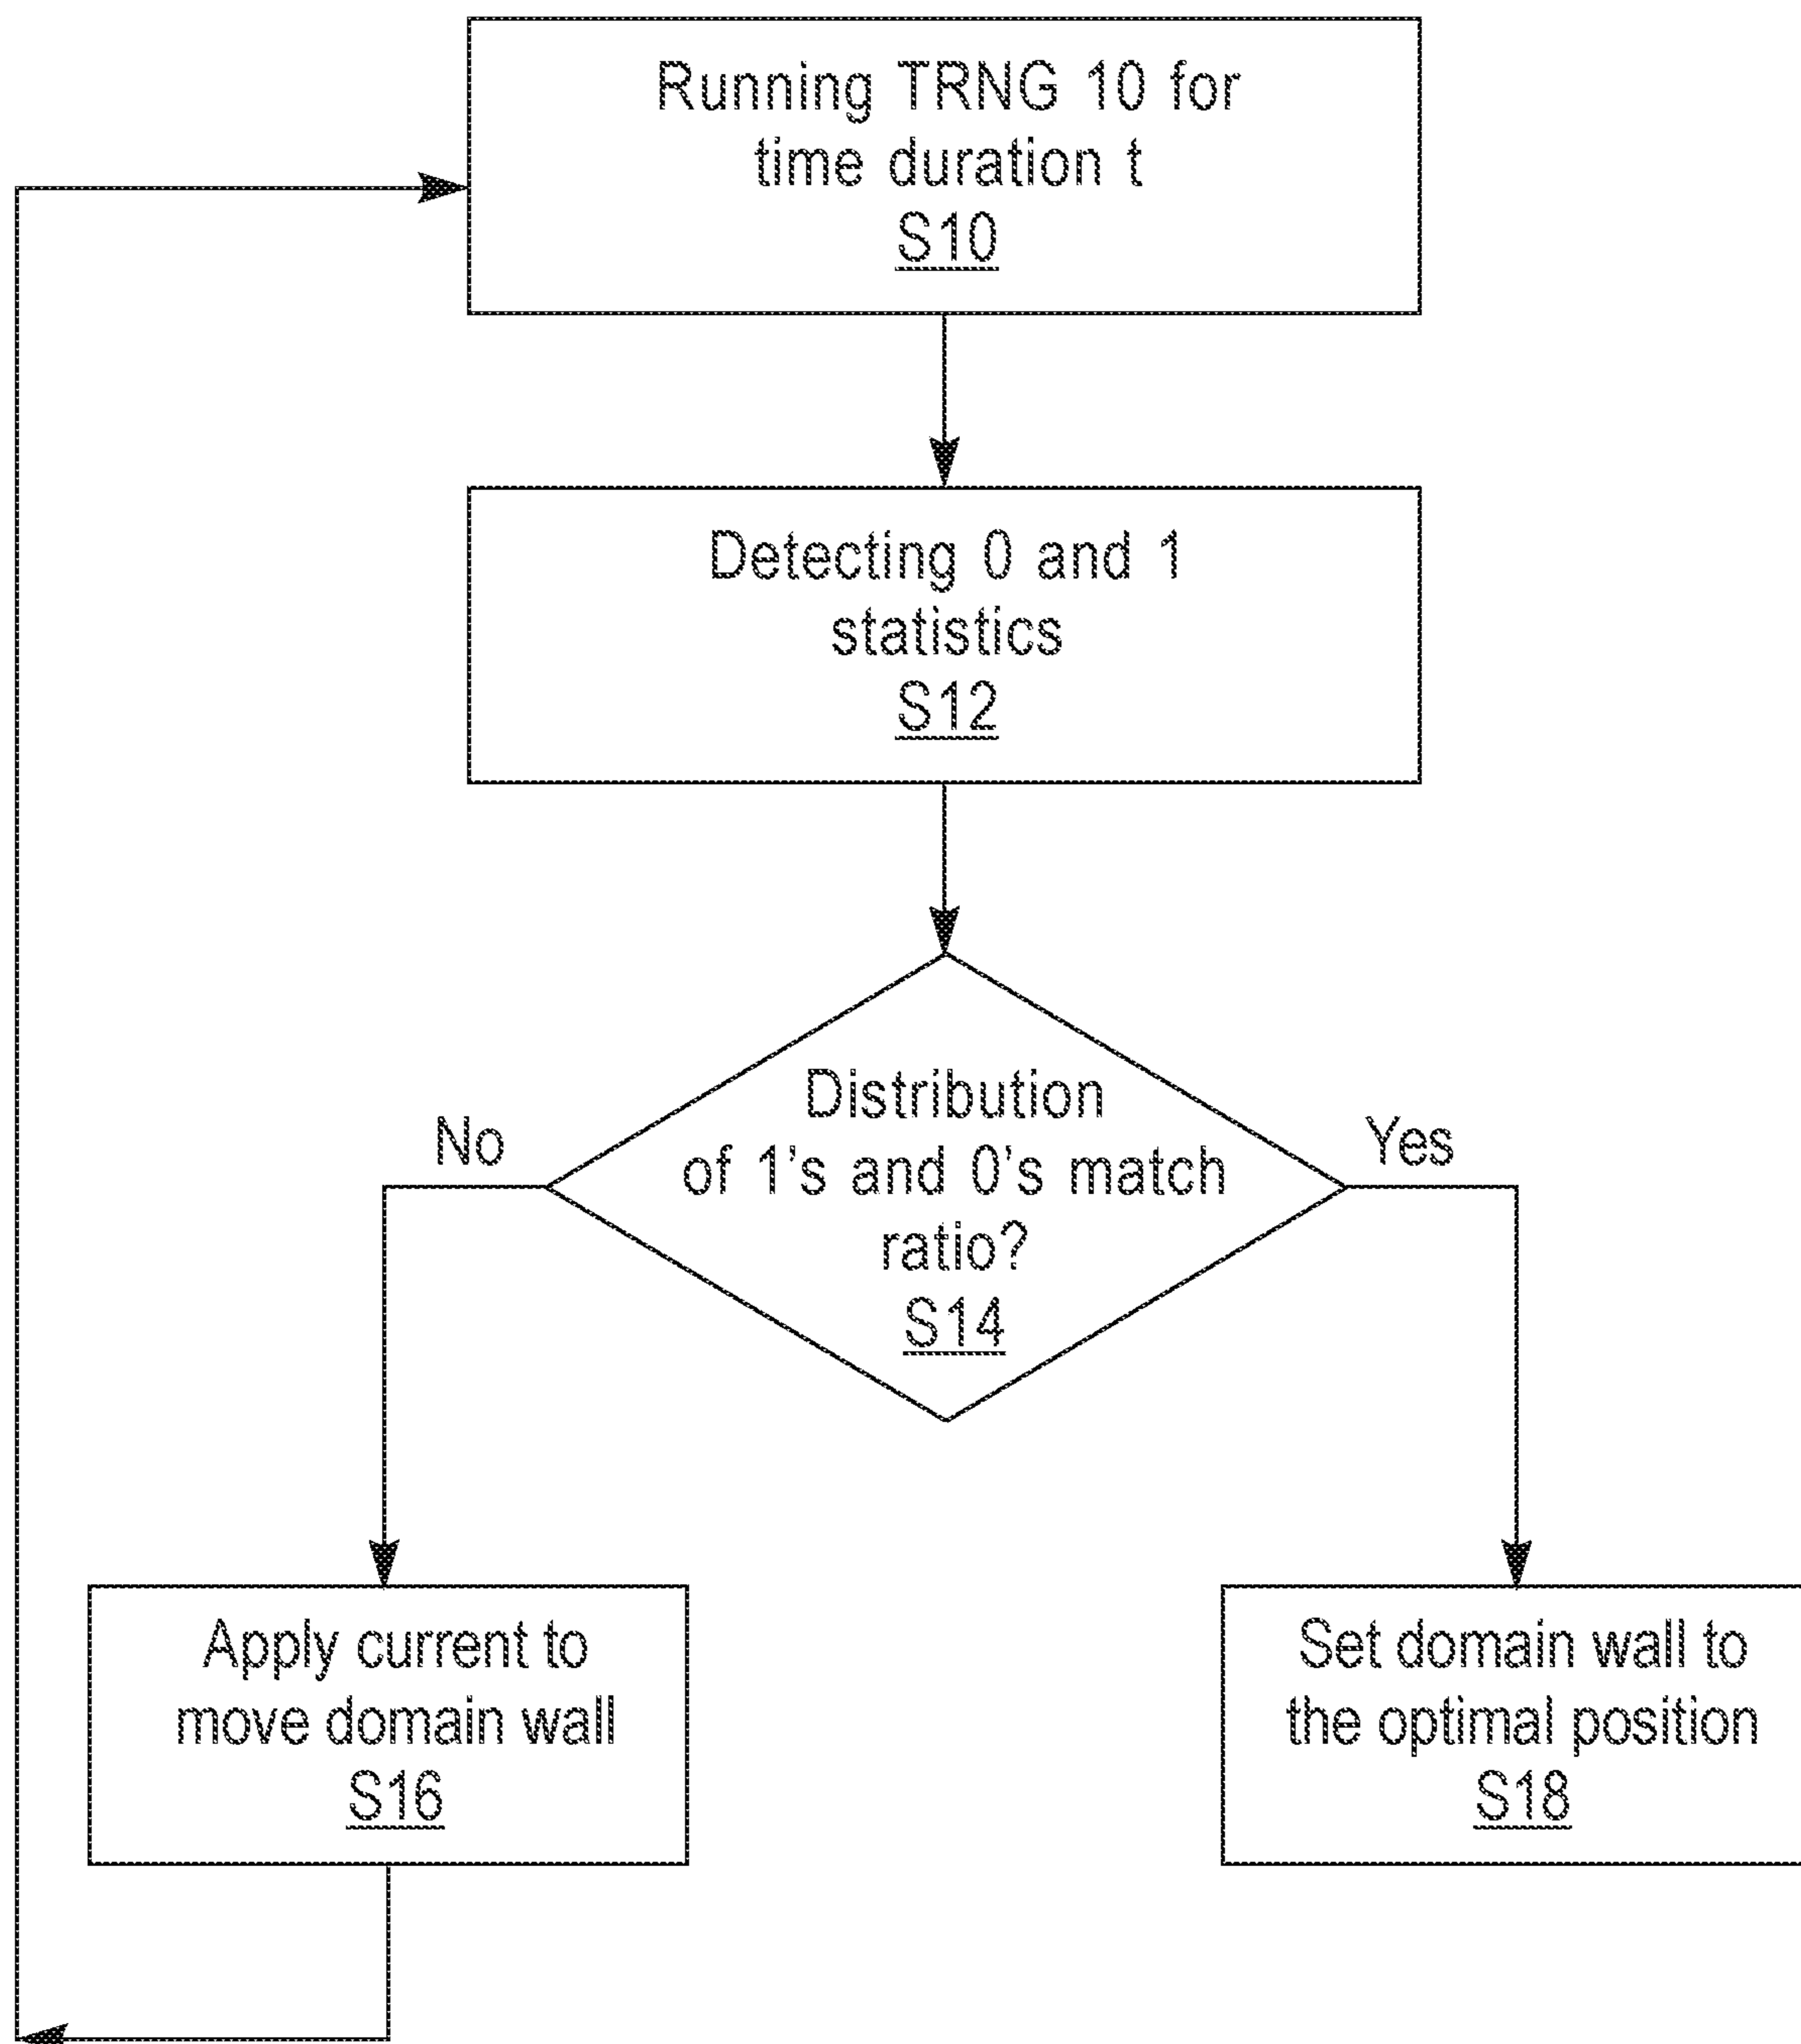 Running TRNG 10 for
time duration t
S10
Detecting 0 and 1
statistics
S12
Distribution
of 1's and 0's match
ratio?
S14
No
Yes
Apply current to
move domain wall
S16
Set domain wall to
the optimal position
S18